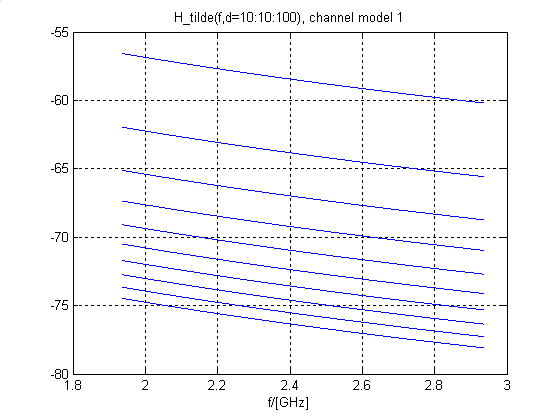 H_tilde(f,d=10:10:100), channel model 1
-55
-60
-65
-70
-75
-80
1.8 2 2.2 2.4 2.6 2.8 3
f/[GHz]